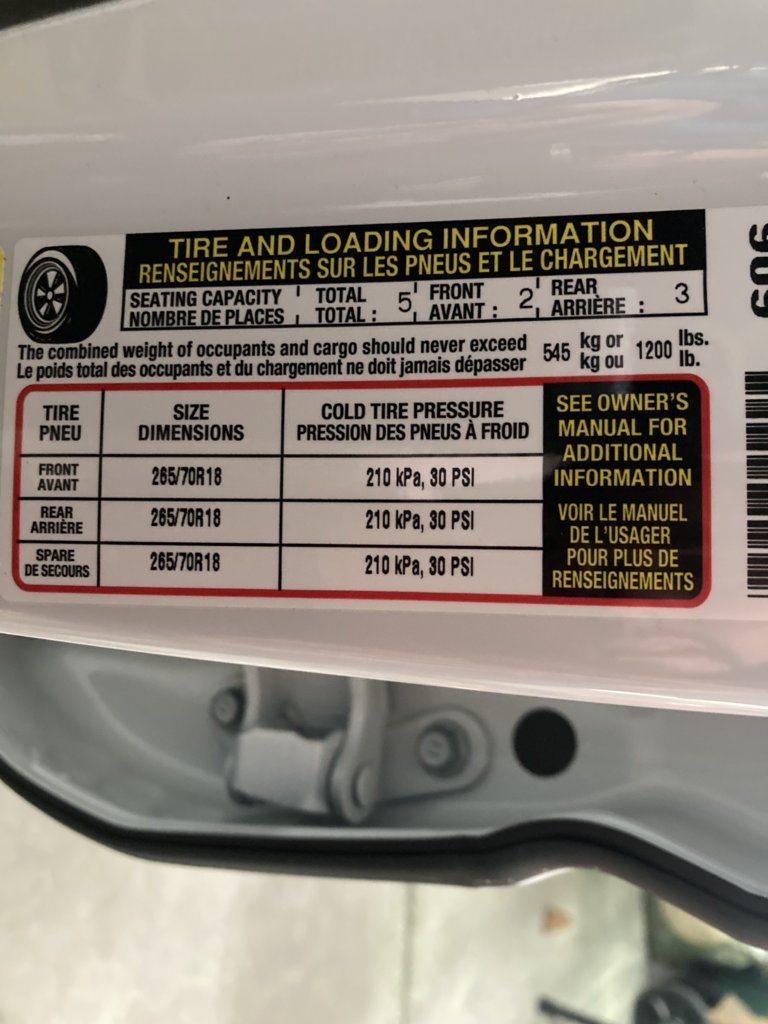 TIRE AND LOADING INFORMATION
RENSEIGNEMENTS SUR LES PNEUS ET LE CHARGEMENT
SEATING CAPACITY TOTAL 5 FRONT 2 REAR 3
NOMBRE DE PLACES TOTAL : AVANT : ARRIÈRE :
The combined weight of occupants and cargo should never exceed 545 kg or 1200 lbs.
Le poids total des occupants et du chargement ne doit jamais dépasser kg ou lb.
TIRE SIZE COLD TIRE PRESSURE
PNEU DIMENSIONS PRESSION DES PNEUS À FROID
FRONT
AVANT 265/70R18 210 kPa, 30 PSI
REAR
ARRIÈRE 265/70R18 210 kPa, 30 PSI
SPARE
DE SECOURS 265/70R18 210 kPa, 30 PSI
SEE OWNER'S
MANUAL FOR
ADDITIONAL
INFORMATION
VOIR LE MANUEL
DE L'USAGER
POUR PLUS DE
RENSEIGNEMENTS